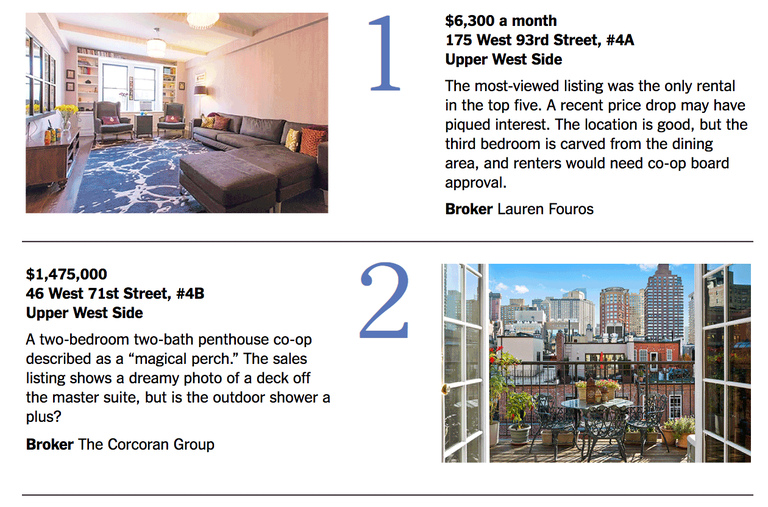 1
$6,300 a month
175 West 93rd Street, #4A
Upper West Side
The most-viewed listing was the only rental
in the top five. A recent price drop may have
piqued interest. The location is good, but the
third bedroom is carved from the dining
area, and renters would need co-op board
approval.
Broker Lauren Fouros
$1,475,000
46 West 71st Street, #4B
Upper West Side
A two-bedroom two-bath penthouse co-op
described as a “magical perch.” The sales
listing shows a dreamy photo of a deck off
the master suite, but is the outdoor shower a
plus?
Broker The Corcoran Group
2